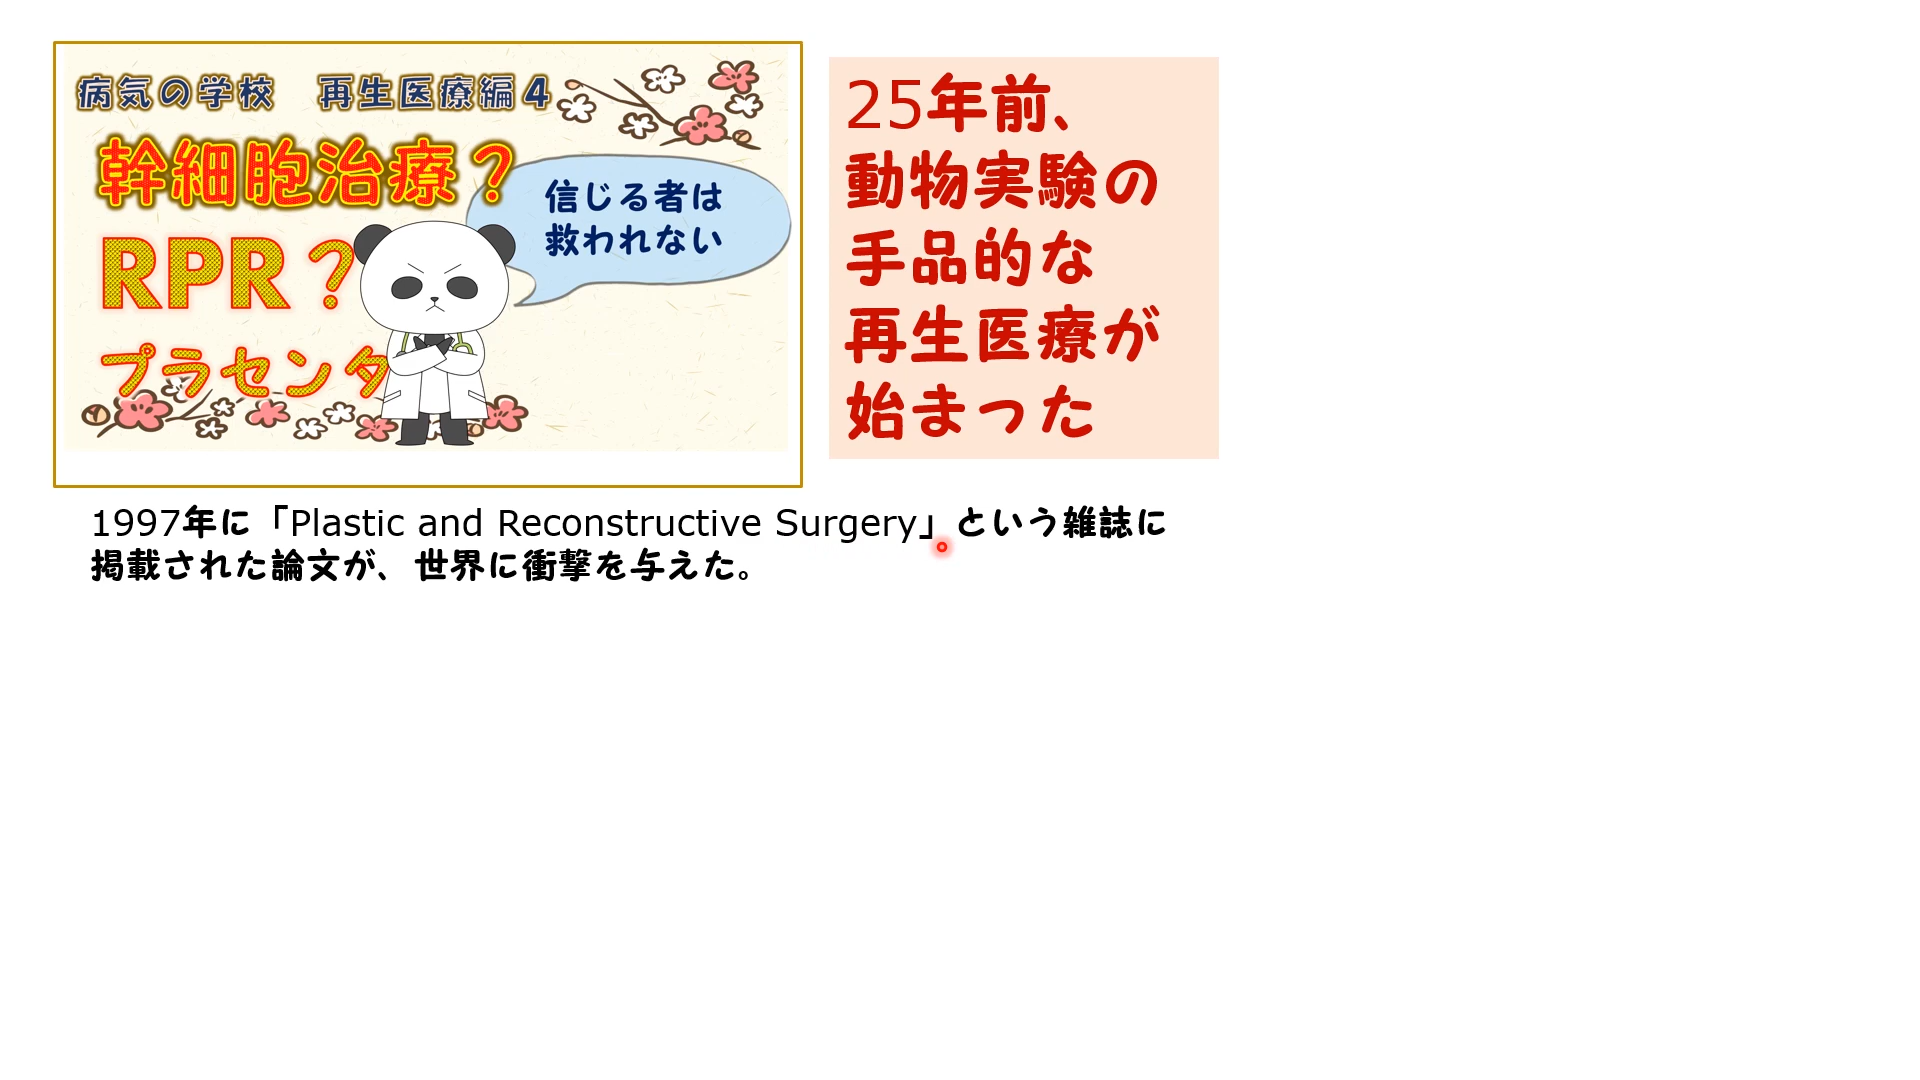 病気の学校　再生医療編４
幹細胞治療？
信じる者は
救われない
RPR？
プラセンタ
25年前、
動物実験の
手品的な
再生医療が
始まった
1997年に「Plastic and Reconstructive Surgery」という雑誌に
掲載された論文が、世界に衝撃を与えた。